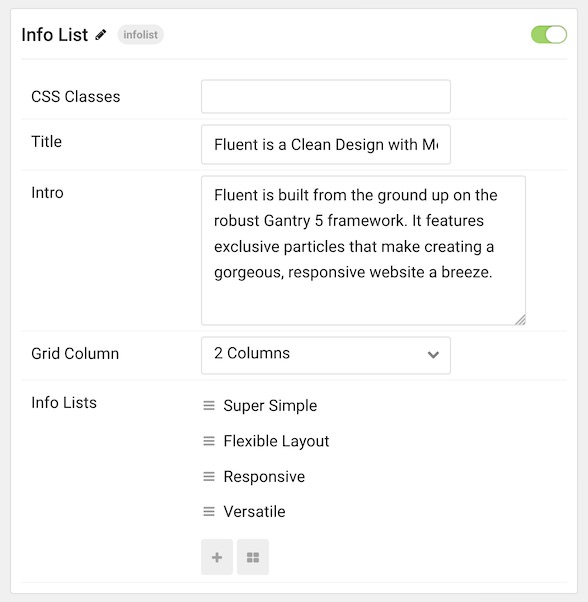 Info List infolist
CSS Classes
Title Fluent is a Clean Design with
Intro
Fluent is built from the ground up on the
robust Gantry 5 framework. It features
exclusive particles that make creating a
gorgeous, responsive website a breeze.
Grid Column 2 Columns
Info Lists
Super Simple
Flexible Layout
Responsive
Versatile